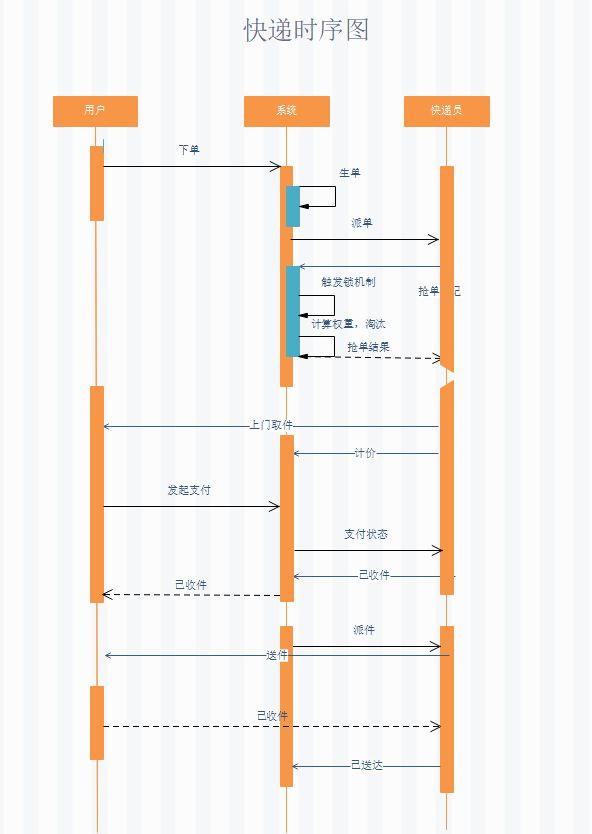 快递时序图
用户
系统
快递员
下单
生单
派单
触发锁机制
抢单 记
计算权重，淘汰
抢单结果
上门取件
计价
发起支付
支付状态
已收件
已收件
派件
送件
已收件
已送达